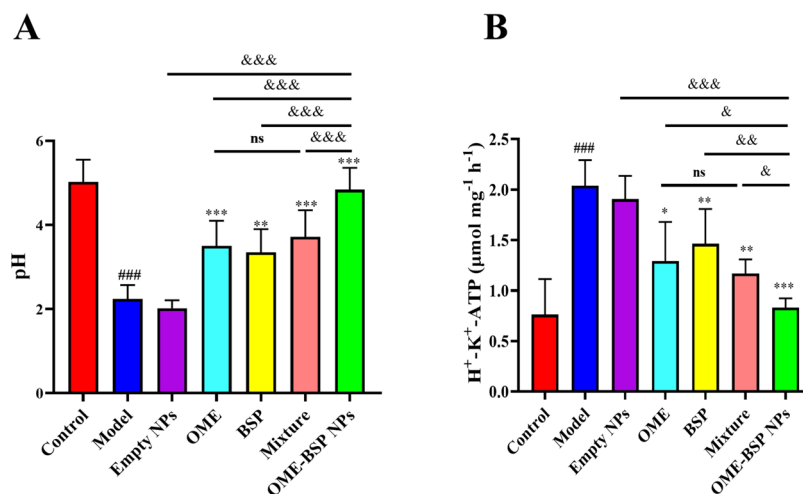 A
&&&
&&&
&&&
ns
&&&
6
4
2
0
pH
###
***
**
***
***
Control
Model
Empty NPs
OME
BSP
Mixture
OME-BSP NPs
B
&&&
&
&&
ns
&
2.5
2.0
1.5
1.0
0.5
0.0
H⁺-K⁺-ATP (μmol mg⁻¹ h⁻¹)
###
*
**
**
***
Control
Model
Empty NPs
OME
BSP
Mixture
OME-BSP NPs